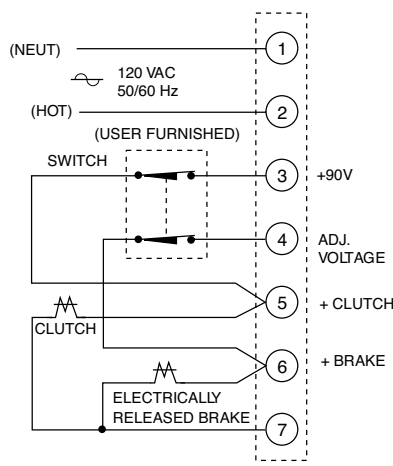 (NEUT)
1
120 VAC
50/60 Hz
(HOT)
2
(USER FURNISHED)
SWITCH
3
+90V
4
ADJ.
VOLTAGE
5
+ CLUTCH
CLUTCH
6
+ BRAKE
ELECTRICALLY
RELEASED BRAKE
7